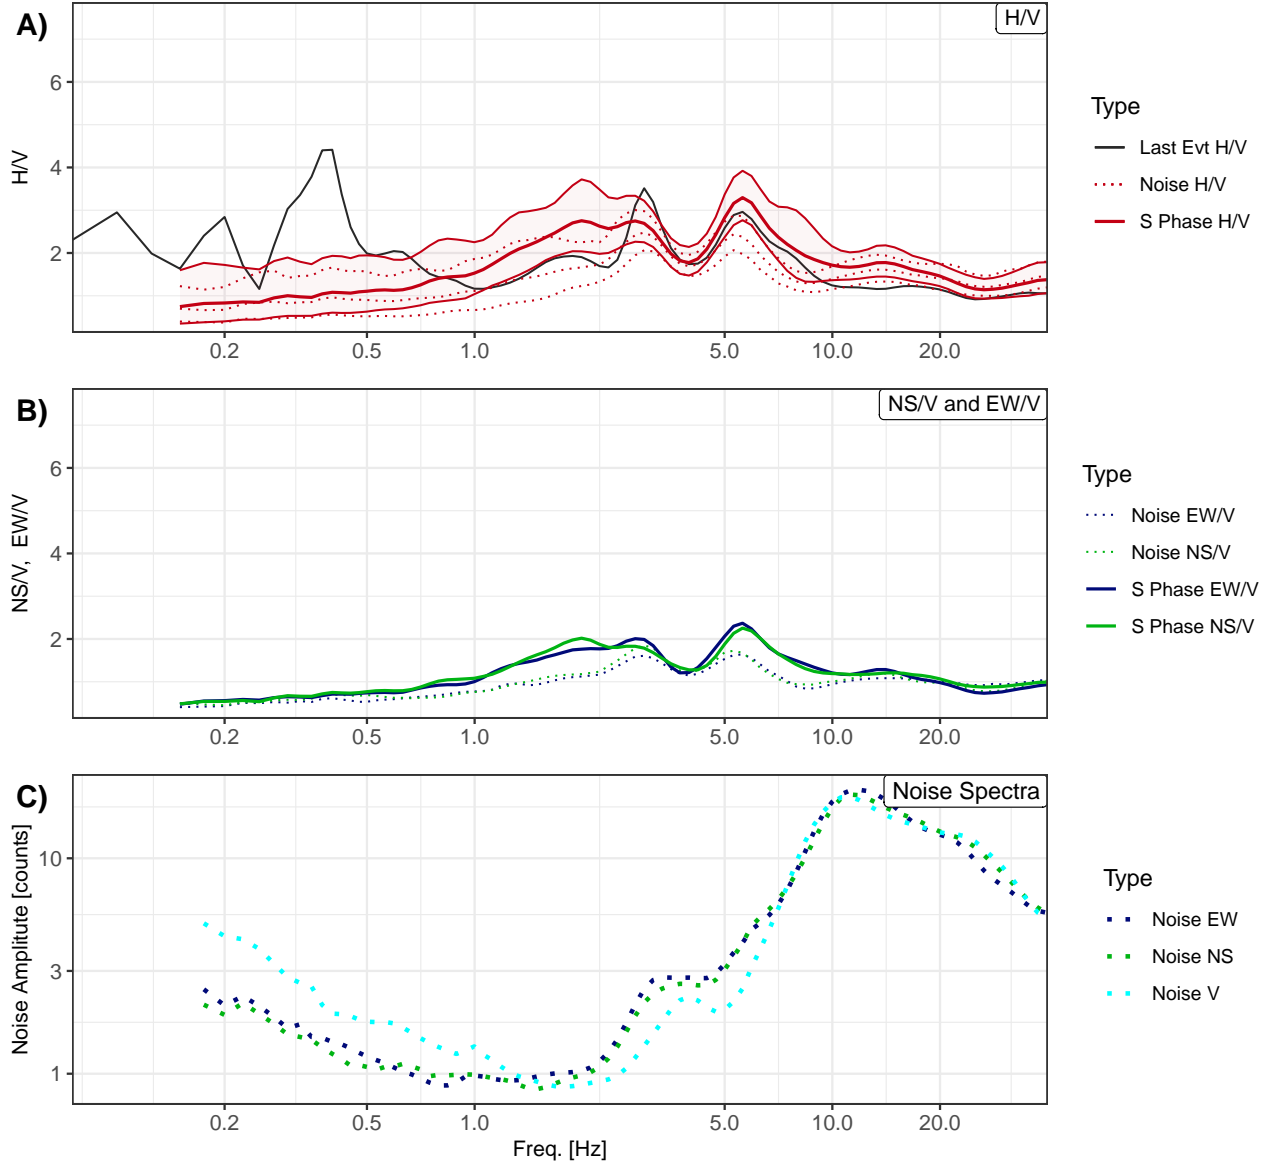 A)
H/V
6
4
2
H/V
0.2 0.5 1.0 5.0 10.0 20.0
Type
Last Evt H/V
Noise H/V
S Phase H/V
B)
NS/V and EW/V
6
4
2
NS/V, EW/V
0.2 0.5 1.0 5.0 10.0 20.0
Type
Noise EW/V
Noise NS/V
S Phase EW/V
S Phase NS/V
C)
Noise Spectra
10
3
1
Noise Amplitute [counts]
0.2 0.5 1.0 5.0 10.0 20.0
Freq. [Hz]
Type
Noise EW
Noise NS
Noise V